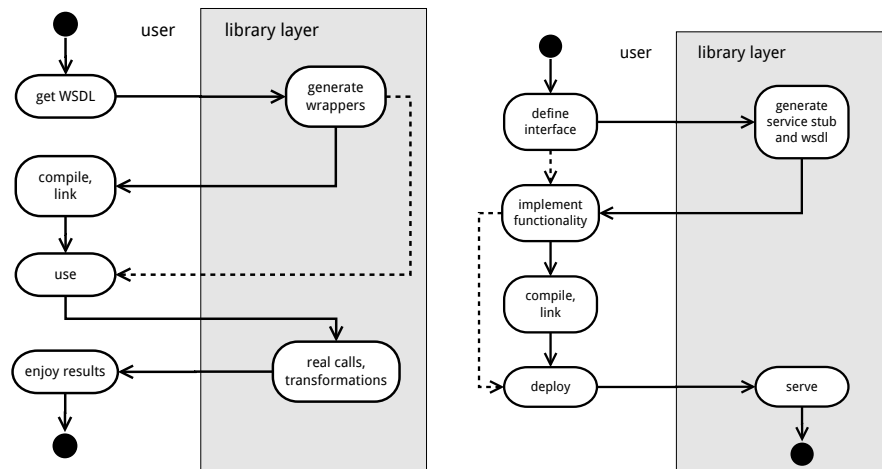 user
library layer
get WSDL
generate
wrappers
compile,
link
use
real calls,
transformations
enjoy results
user
library layer
define
interface
generate
service stub
and wsdl
implement
functionality
compile,
link
deploy
serve